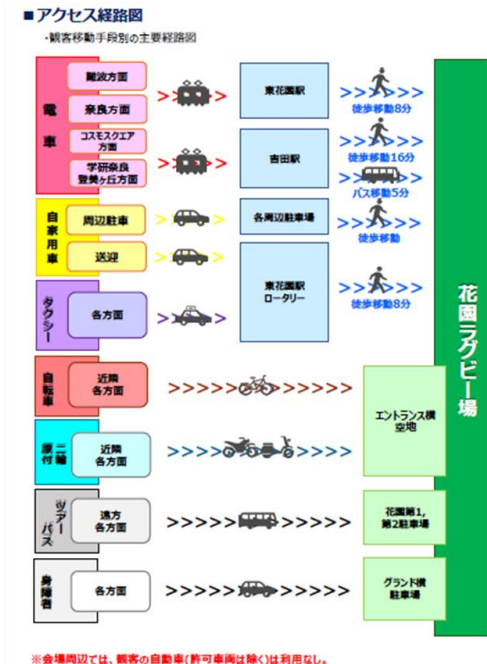 ■アクセス経路図
・観客移動手段別の主要経路図
電車
難波方面
奈良方面
コスモスクエア
方面
学研奈良
登美ヶ丘方面
東花園駅
徒歩移動8分
吉田駅
徒歩移動16分
バス移動5分
自家用車
周辺駐車
送迎
各周辺駐車場
徒歩移動
東花園駅
ロータリー
徒歩移動8分
タクシー
各方面
自転車
近隣
各方面
エントランス横
空地
原付
二輪
近隣
各方面
ツアー
バス
遠方
各方面
花園第1,
第2駐車場
身障者
各方面
グランド横
駐車場
花園ラグビー場
※会場周辺では、観客の自動車(許可車両は除く)は利用なし。